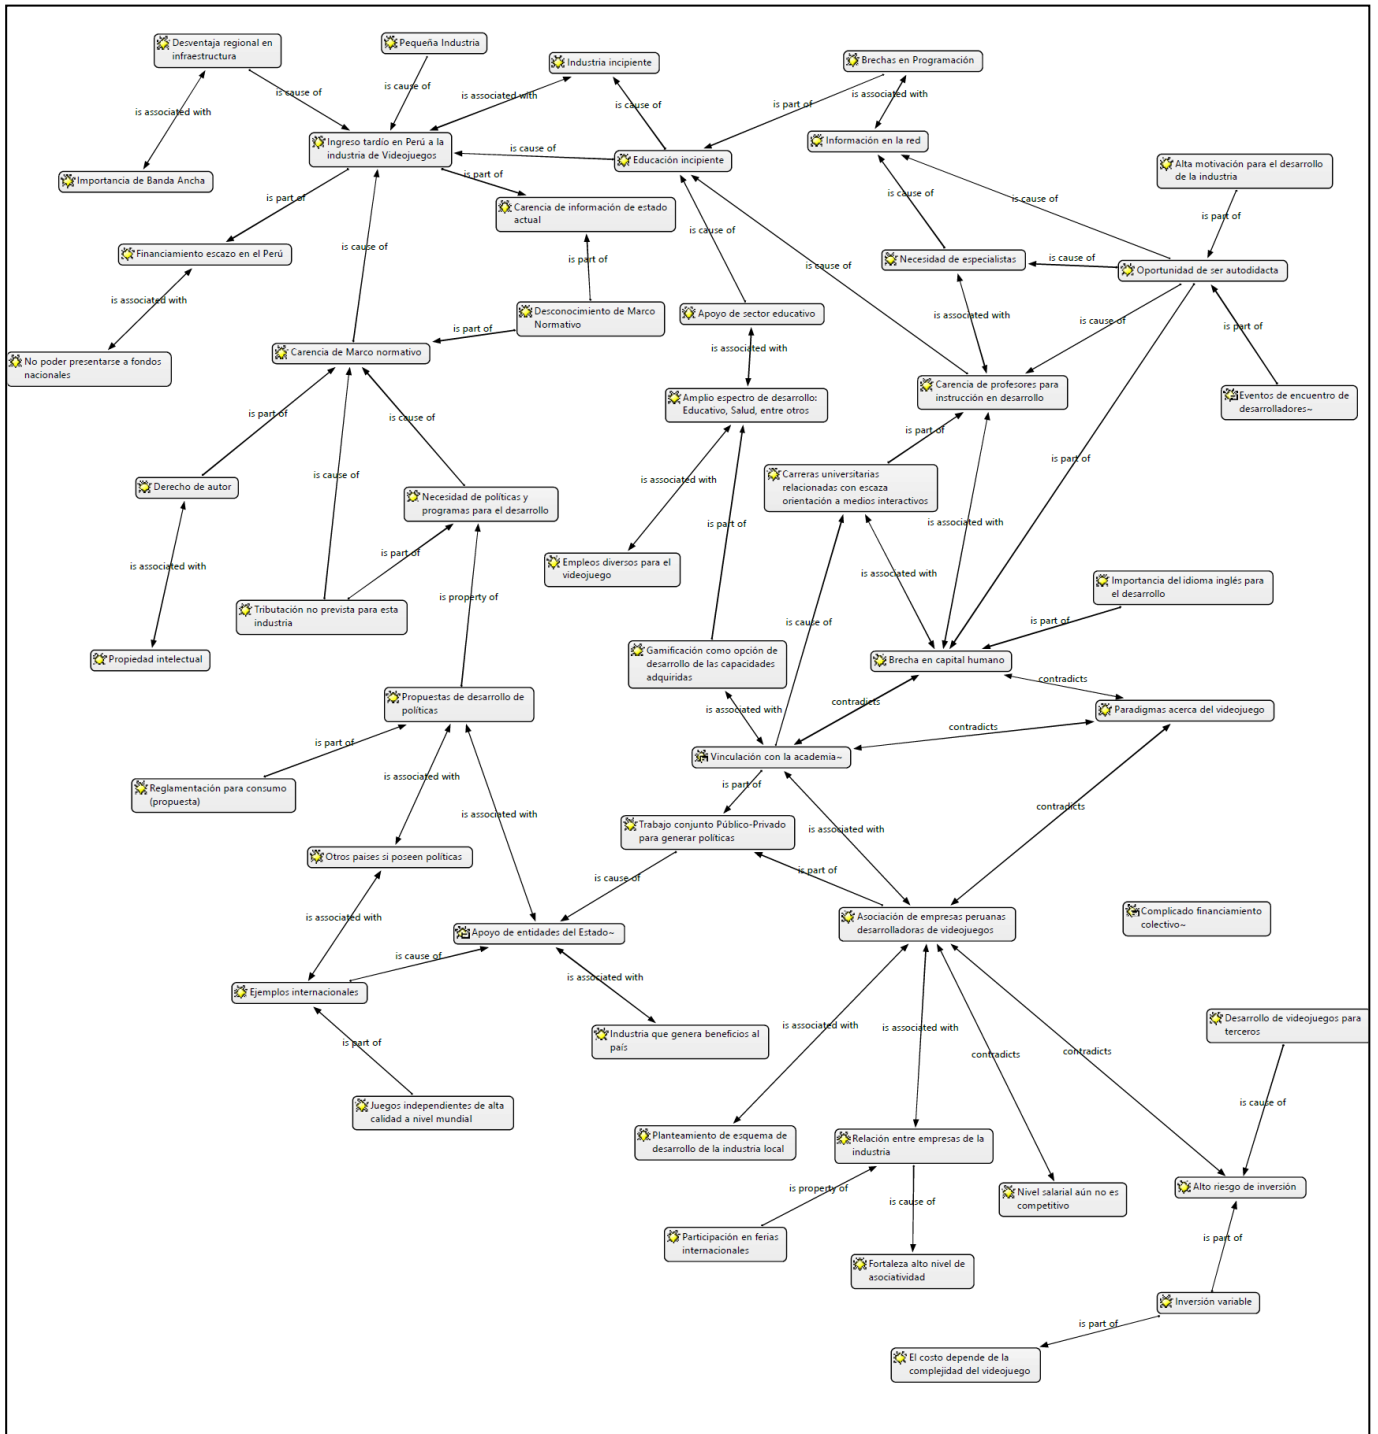 Desventaja regional en
infraestructura
Pequeña Industria
Industria incipiente
Brechas en Programación
is cause of
is associated with
is cause of
is associated with
is cause of
is part of
is associated with
Ingreso tardío en Perú a la
industria de Videojuegos
is cause of
Educación incipiente
Información en la red
Alta motivación para el desarrollo
de la industria
Importancia de Banda Ancha
is part of
is part of
Carencia de información de estado
actual
is cause of
is cause of
is cause of
is part of
Financiamiento escazo en el Perú
is cause of
is part of
is cause of
Necesidad de especialistas
is cause of
Oportunidad de ser autodidacta
is associated with
Desconocimiento de Marco
Normativo
Apoyo de sector educativo
is associated with
is cause of
is part of
is part of
No poder presentarse a fondos
nacionales
Carencia de Marco normativo
is associated with
Carencia de profesores para
instrucción en desarrollo
Eventos de encuentro de
desarrolladores~
Amplio espectro de desarrollo:
Educativo, Salud, entre otros
is part of
is cause of
is part of
is part of
is cause of
is associated with
Carreras universitarias
relacionadas con escaza
orientación a medios interactivos
Derecho de autor
Necesidad de políticas y
programas para el desarrollo
is part of
is part of
is associated with
is associated with
Empleos diversos para el
videojuego
is associated with
Importancia del idioma inglés para
el desarrollo
is property of
Tributación no prevista para esta
industria
is cause of
is part of
Propiedad intelectual
Gamificación como opción de
desarrollo de las capacidades
adquiridas
Brecha en capital humano
contradicts
Propuestas de desarrollo de
políticas
is associated with
contradicts
Paradigmas acerca del videojuego
is part of
contradicts
Vinculación con la academia~
Reglamentación para consumo
(propuesta)
is associated with
is part of
is associated with
contradicts
Trabajo conjunto Público-Privado
para generar políticas
is associated with
Otros paises si poseen políticas
is cause of
is part of
is associated with
Apoyo de entidades del Estado~
Asociación de empresas peruanas
desarrolladoras de videojuegos
Complicado financiamiento
colectivo~
is cause of
is associated with
Ejemplos internacionales
Industria que genera beneficios al
país
is associated with
is associated with
contradicts
contradicts
Desarrollo de videojuegos para
terceros
is part of
Juegos independientes de alta
calidad a nivel mundial
is cause of
Planteamiento de esquema de
desarrollo de la industria local
Relación entre empresas de la
industria
is property of
is cause of
Nivel salarial aún no es
competitivo
Alto riesgo de inversión
Participación en ferias
internacionales
is part of
Fortaleza alto nivel de
asociatividad
Inversión variable
is part of
El costo depende de la
complejidad del videojuego